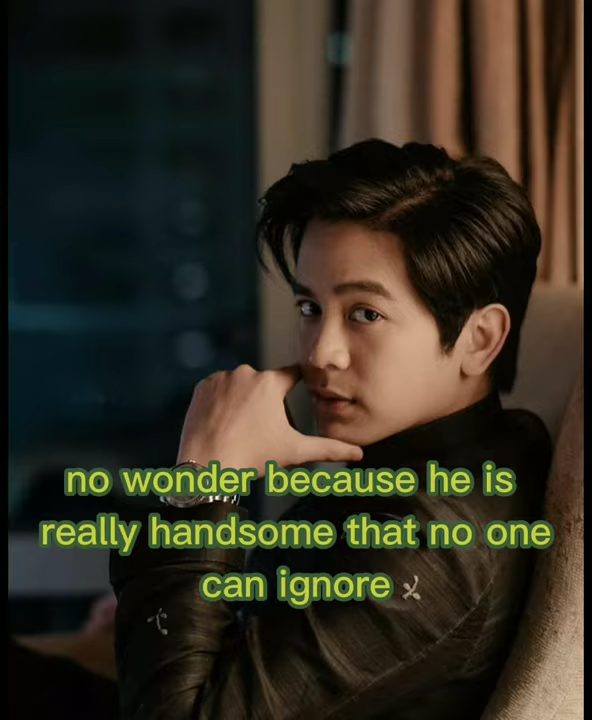 no wonder because he is
really handsome that no one
can ignore